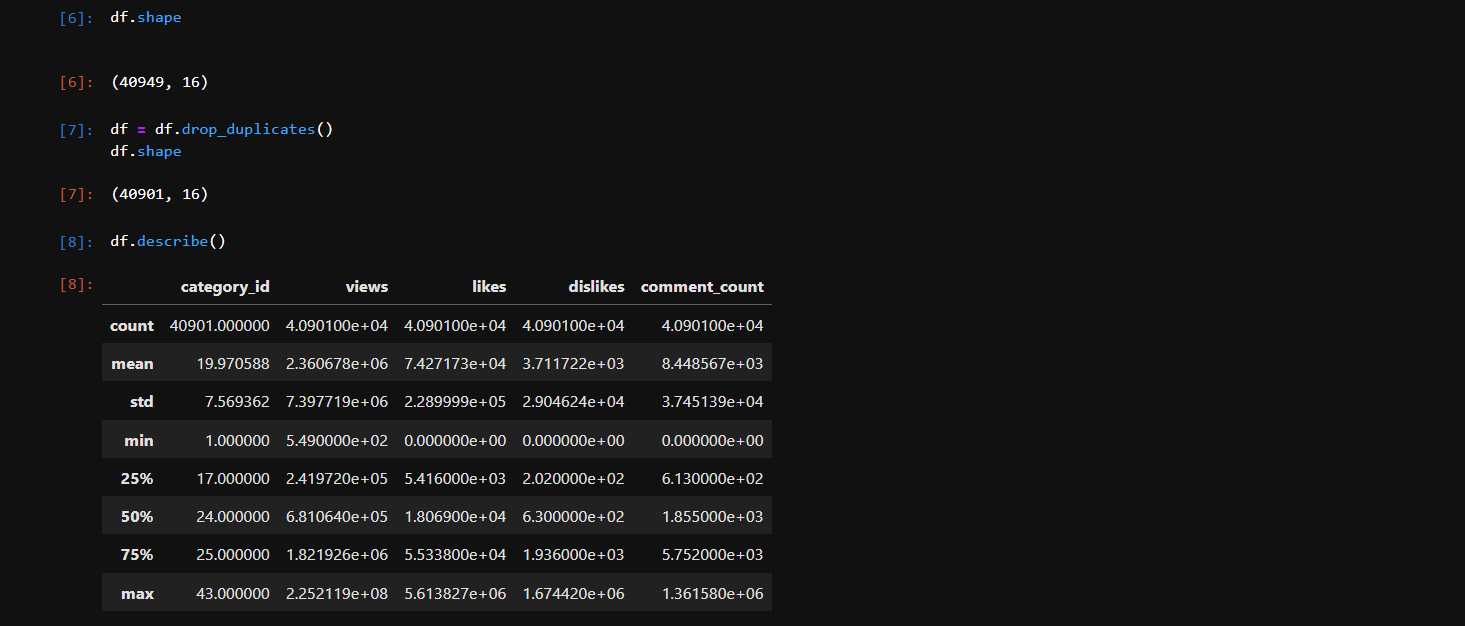 [6]: df.shape
[6]: (40949, 16)
[7]: df = df.drop_duplicates()
df.shape
[7]: (40901, 16)
[8]: df.describe()
[8]:
category_id views likes dislikes comment_count
count 40901.000000 4.090100e+04 4.090100e+04 4.090100e+04 4.090100e+04
mean 19.970588 2.360678e+06 7.427173e+04 3.711722e+03 8.448567e+03
std 7.569362 7.397719e+06 2.289999e+05 2.904624e+04 3.745139e+04
min 1.000000 5.490000e+02 0.000000e+00 0.000000e+00 0.000000e+00
25% 17.000000 2.419720e+05 5.416000e+03 2.020000e+02 6.130000e+02
50% 24.000000 6.810640e+05 1.806900e+04 6.300000e+02 1.855000e+03
75% 25.000000 1.821926e+06 5.533800e+04 1.936000e+03 5.752000e+03
max 43.000000 2.252119e+08 5.613827e+06 1.674420e+06 1.361580e+06